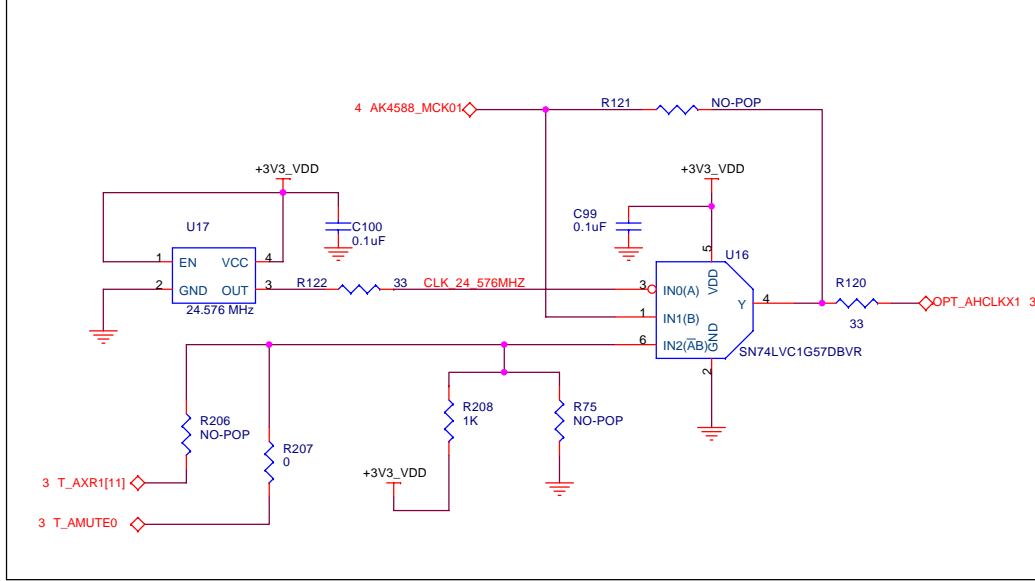 4 AK4588_MCK01
R121
NO-POP
+3V3_VDD
+3V3_VDD
C99
0.1uF
C100
0.1uF
U17
U16
5
1
EN
VCC
4
VDD
2
GND
OUT
3
R122
33
CLK_24_576MHZ
3
IN0(A)
R120
24.576 MHz
Y
4
OPT_AHCLKX1 3
1
IN1(B)
33
6
IN2(A̅B)
GND
SN74LVC1G57DBVR
2
R206
NO-POP
R208
1K
R75
NO-POP
R207
0
+3V3_VDD
3 T_AXR1[11]
3 T_AMUTE0